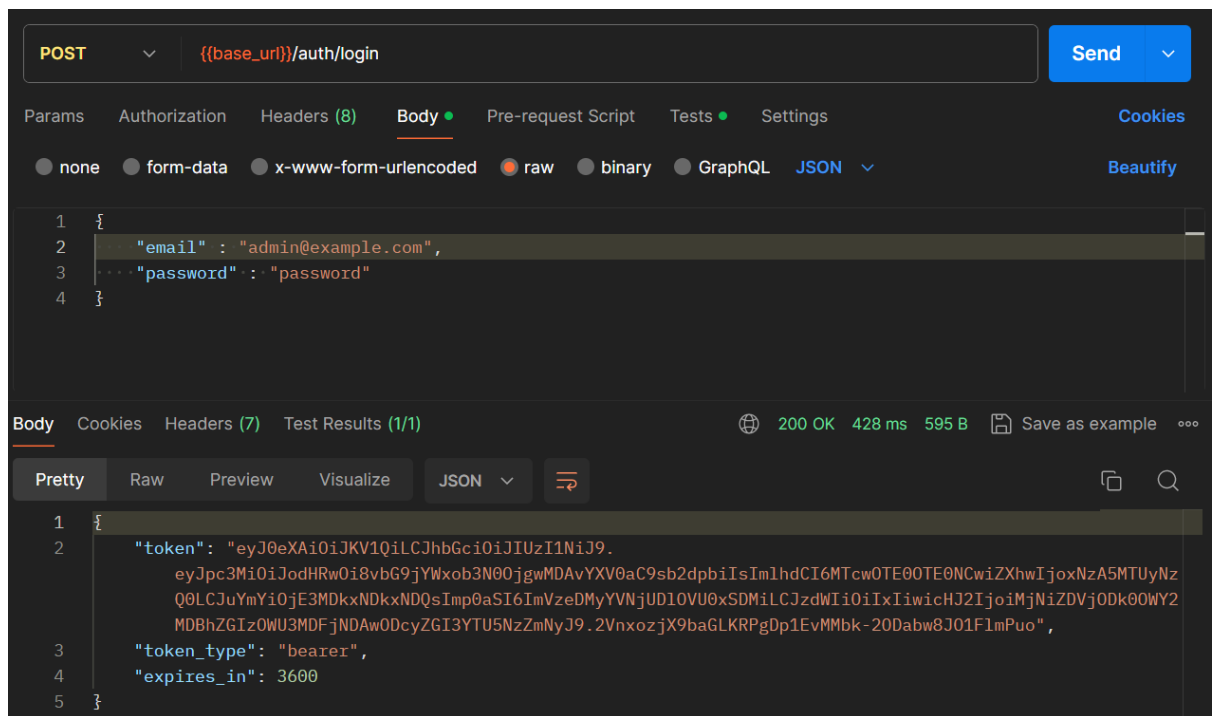 POST {{base_url}}/auth/login Send
Params Authorization Headers (8) Body Pre-request Script Tests Settings Cookies
none form-data x-www-form-urlencoded raw binary GraphQL JSON Beautify
1 {
2 "email" : "admin@example.com",
3 "password" : "password"
4 }
Body Cookies Headers (7) Test Results (1/1) 200 OK 428 ms 595 B Save as example
Pretty Raw Preview Visualize JSON
1 {
2 "token": "eyJ0eXAiOiJKV1QiLCJhbGciOiJIUzI1NiJ9.
eyJpc3MiOiJodHRwOi8vbG9jYWxob3N0OjgwMDAvYXV0aC9sb2dpbiIsImlhdCI6MTcwOTE0OTE0NCwiZXhwIjoxNzA5MTUyNz
Q0LCJuYmYiOjE3MDkxNDkxNDQsImp0aSI6ImVzeDMyYVNjUDlOVU0xSDMiLCJzdWIiOiIxIiwicHJ2IjoiMjNiZDVjODk0OWY2
MDBhZGIzOWU3MDFjNDAwODcyZGI3YTU5NzZmNyJ9.2VnxozjX9baGLKRPgDp1EvMMbk-2ODabw8JO1FlmPuo",
3 "token_type": "bearer",
4 "expires_in": 3600
5 }